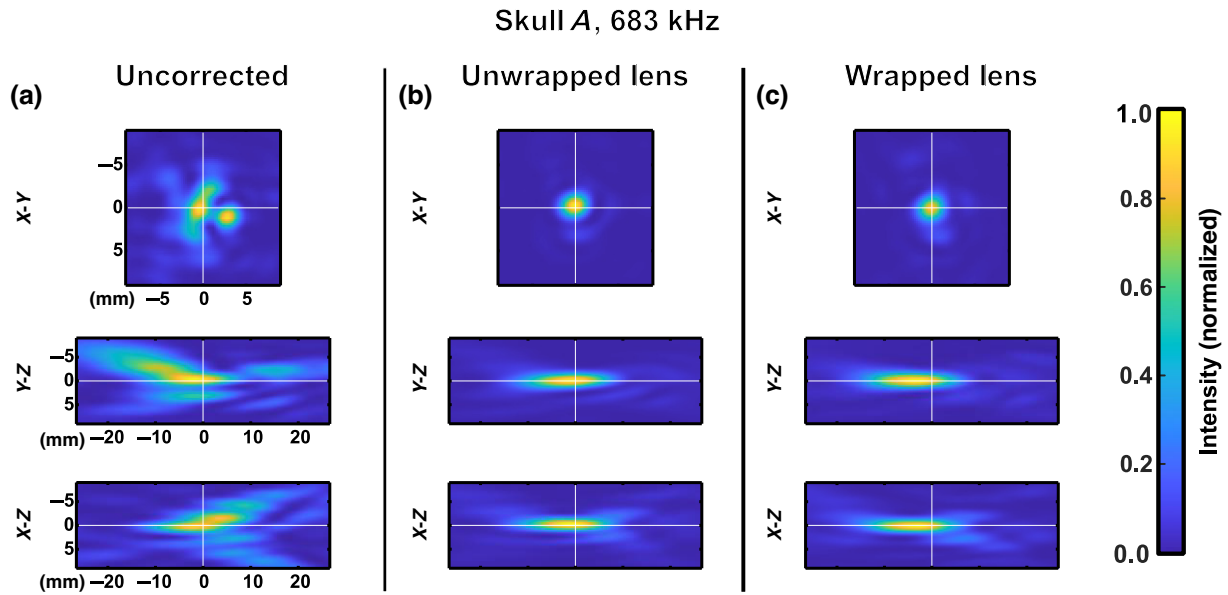 Skull A, 683 kHz
(a) Uncorrected
(b) Unwrapped lens
(c) Wrapped lens
X-Y
−5
0
5
(mm) −5 0 5
X-Y
X-Y
Y-Z
−5
0
5
(mm) −20 −10 0 10 20
Y-Z
Y-Z
X-Z
−5
0
5
(mm) −20 −10 0 10 20
X-Z
X-Z
1.0
0.8
0.6
0.4
0.2
0.0
Intensity (normalized)